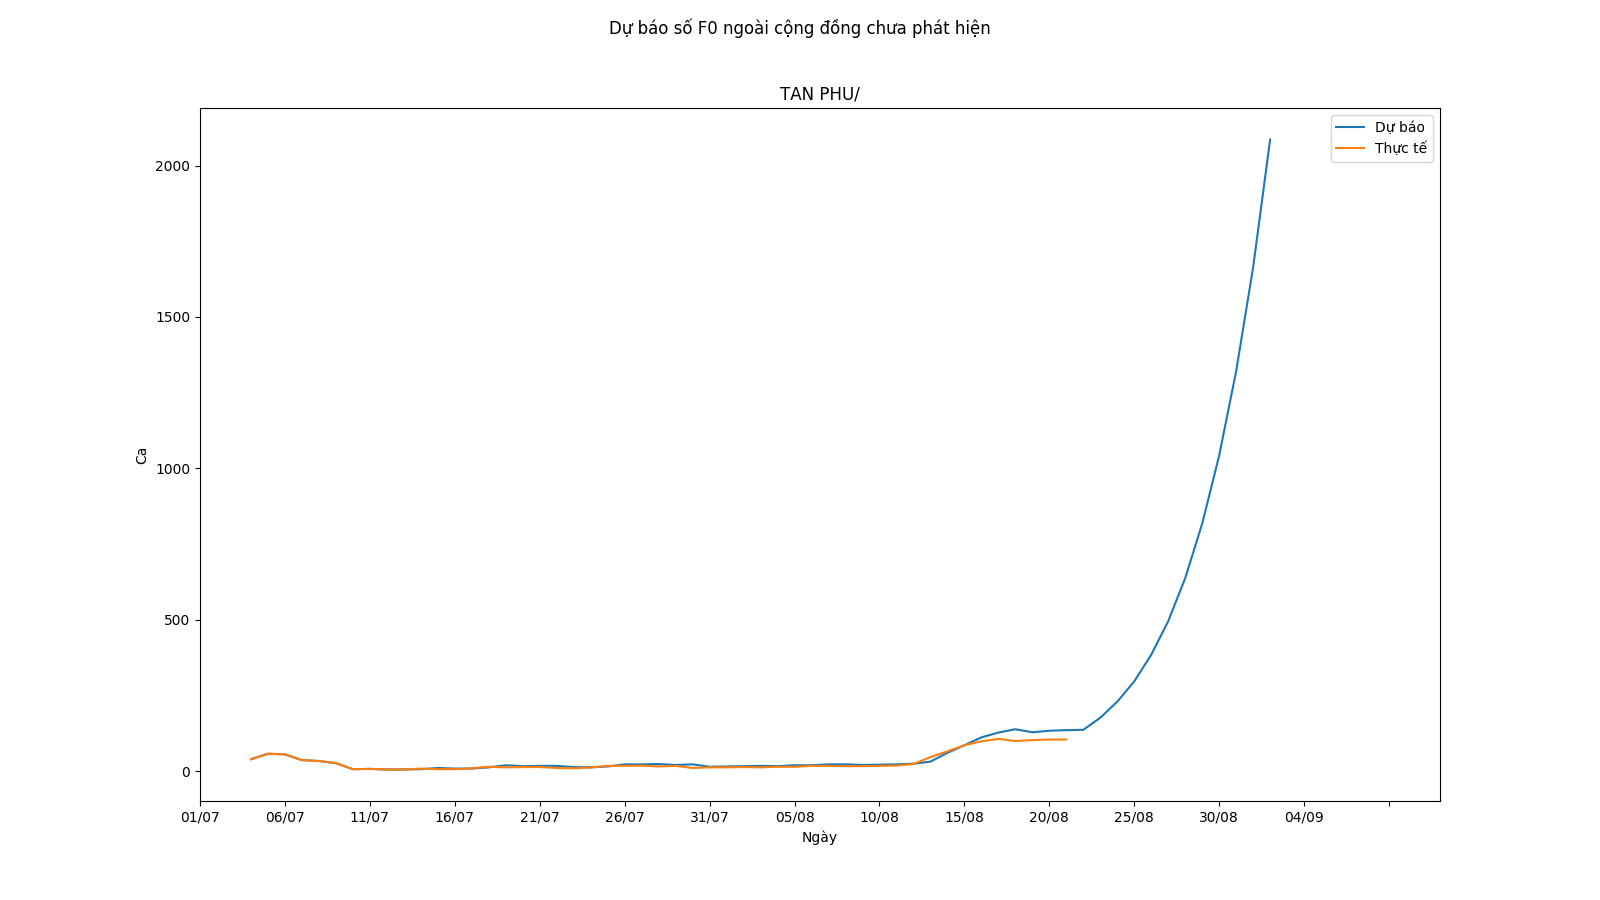 Dự báo số F0 ngoài cộng đồng chưa phát hiện
TAN PHU/
Dự báo
Thực tế
2000
1500
1000
500
0
Ca
01/07 06/07 11/07 16/07 21/07 26/07 31/07 05/08 10/08 15/08 20/08 25/08 30/08 04/09
Ngày